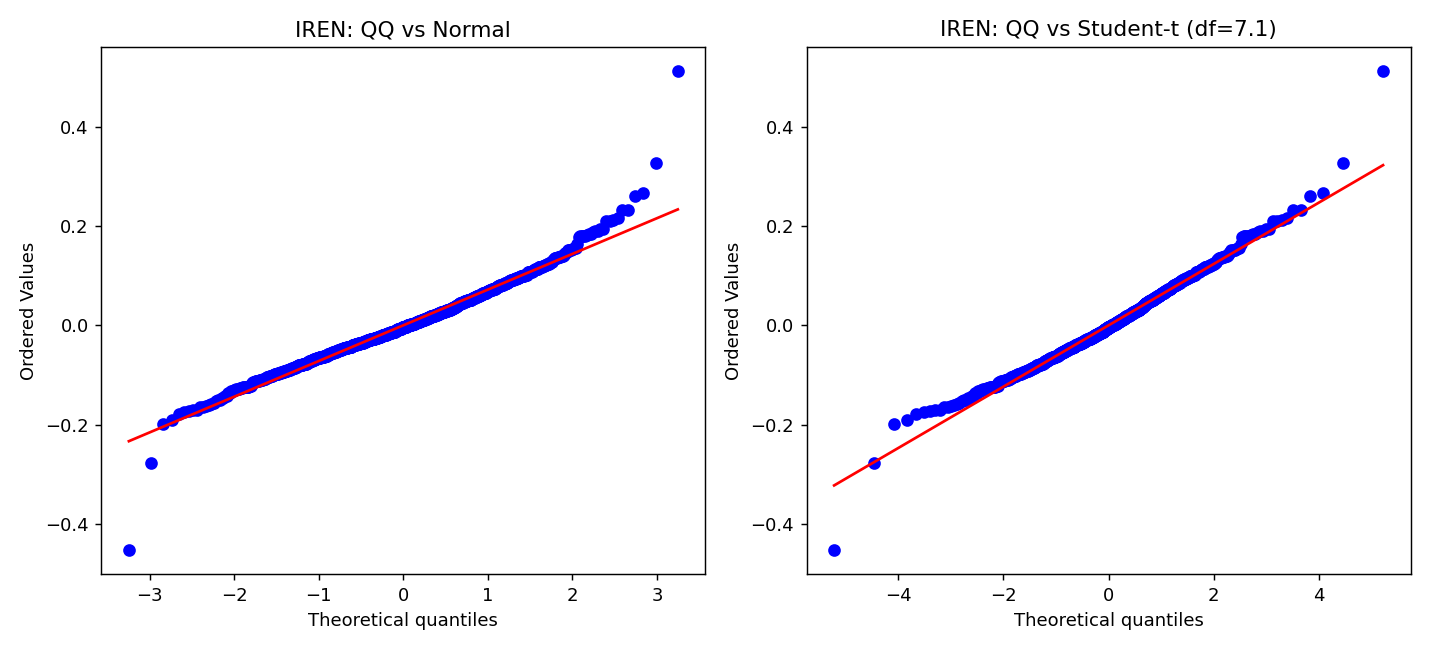 IREN: QQ vs Normal
0.4
0.2
0.0
−0.2
−0.4
Ordered Values
−3 −2 −1 0 1 2 3
Theoretical quantiles
IREN: QQ vs Student-t (df=7.1)
0.4
0.2
0.0
−0.2
−0.4
Ordered Values
−4 −2 0 2 4
Theoretical quantiles